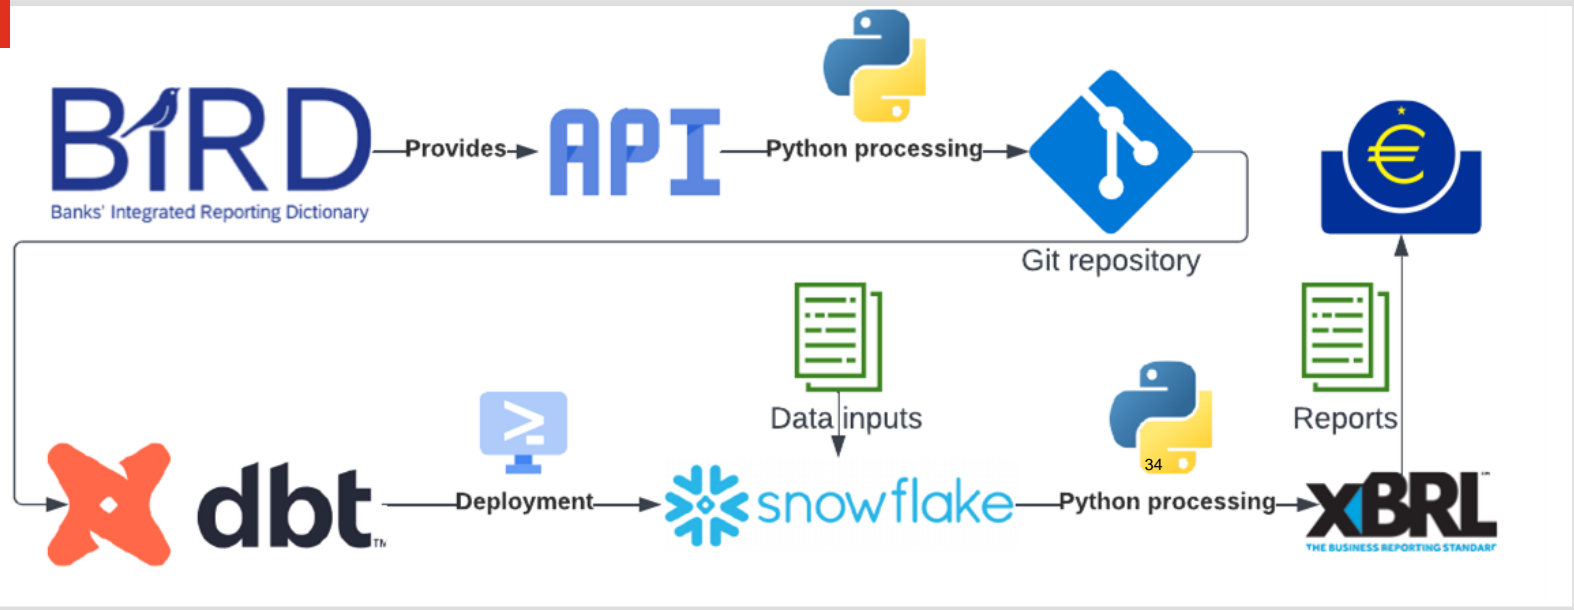 BIRD
Banks' Integrated Reporting Dictionary
Provides
API
Python processing
Git repository
€
Data inputs
Reports
34
dbt
TM
Deployment
>_
snowflake
Python processing
XBRL
THE BUSINESS REPORTING STANDARD